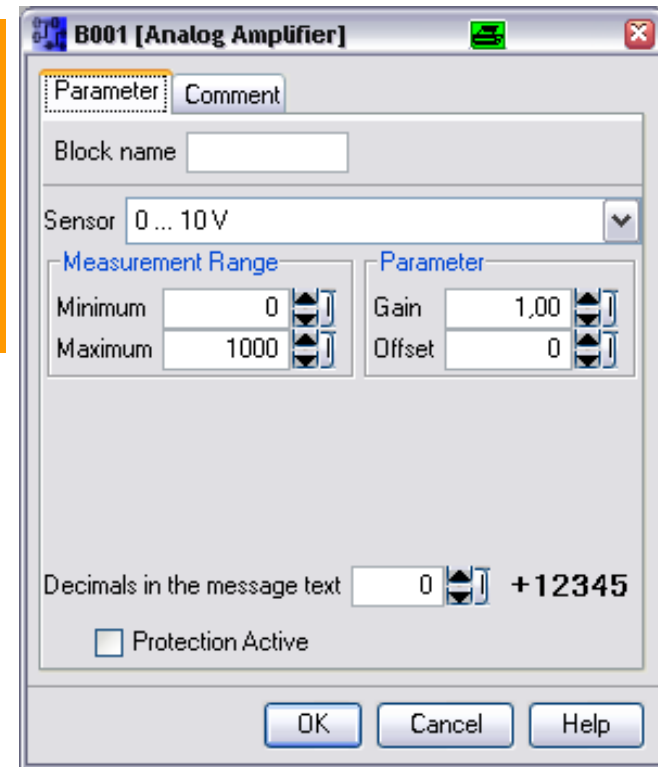 B001 [Analog Amplifier]
Parameter Comment
Block name
Sensor 0 ... 10 V
Measurement Range Parameter
Minimum 0 Gain 1,00
Maximum 1000 Offset 0
Decimals in the message text 0 +12345
Protection Active
OK Cancel Help